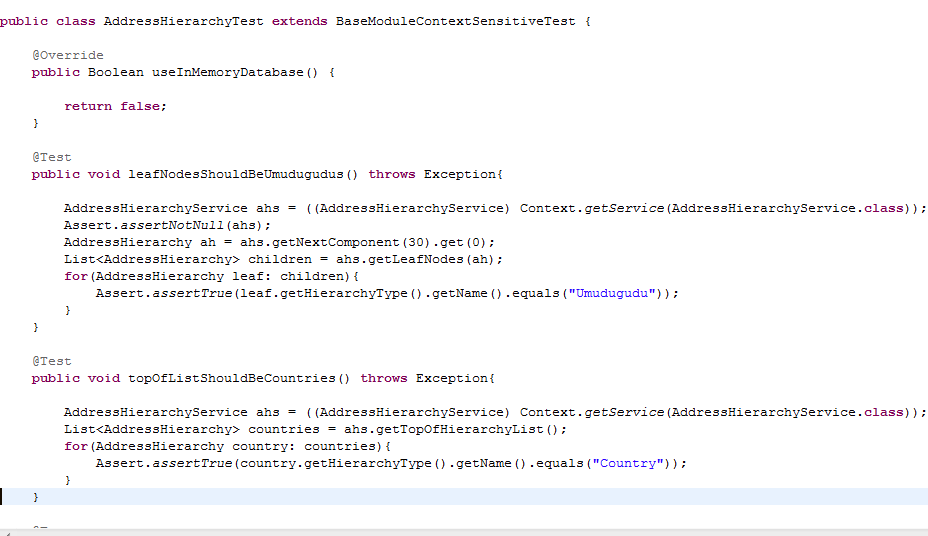 public class AddressHierarchyTest extends BaseModuleContextSensitiveTest {
@Override
public Boolean useInMemoryDatabase() {
return false;
}
@Test
public void leafNodesShouldBeUmudugudus() throws Exception{
AddressHierarchyService ahs = ((AddressHierarchyService) Context.getService(AddressHierarchyService.class));
Assert.assertNotNull(ahs);
AddressHierarchy ah = ahs.getNextComponent(30).get(0);
List<AddressHierarchy> children = ahs.getLeafNodes(ah);
for(AddressHierarchy leaf: children){
Assert.assertTrue(leaf.getHierarchyType().getName().equals("Umudugudu"));
}
}
@Test
public void topOfListShouldBeCountries() throws Exception{
AddressHierarchyService ahs = ((AddressHierarchyService) Context.getService(AddressHierarchyService.class));
List<AddressHierarchy> countries = ahs.getTopOfHierarchyList();
for(AddressHierarchy country: countries){
Assert.assertTrue(country.getHierarchyType().getName().equals("Country"));
}
}